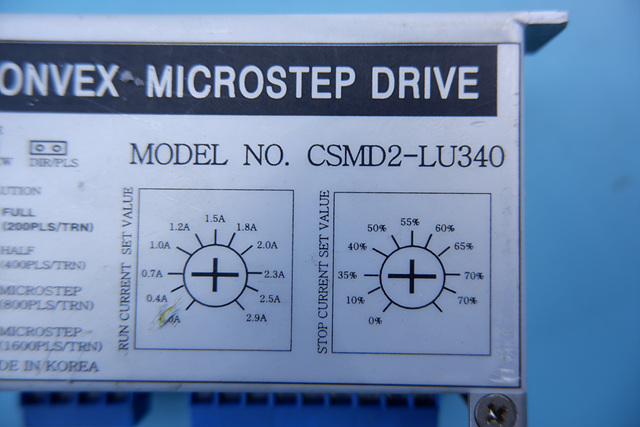 ONVEX MICROSTEP DRIVE
DIR/PLS
MODEL NO. CSMD2-LU340
UTION
FULL
(200PLS/TRN)
HALF
(400PLS/TRN)
MICROSTEP
(800PLS/TRN)
MICROSTEP
(1600PLS/TRN)
DE IN KOREA
RUN CURRENT SET VALUE
0.4A
0.7A
1.0A
1.2A
1.5A
1.8A
2.0A
2.3A
2.5A
2.9A
STOP CURRENT SET VALUE
0%
10%
35%
40%
50%
55%
60%
65%
70%
70%